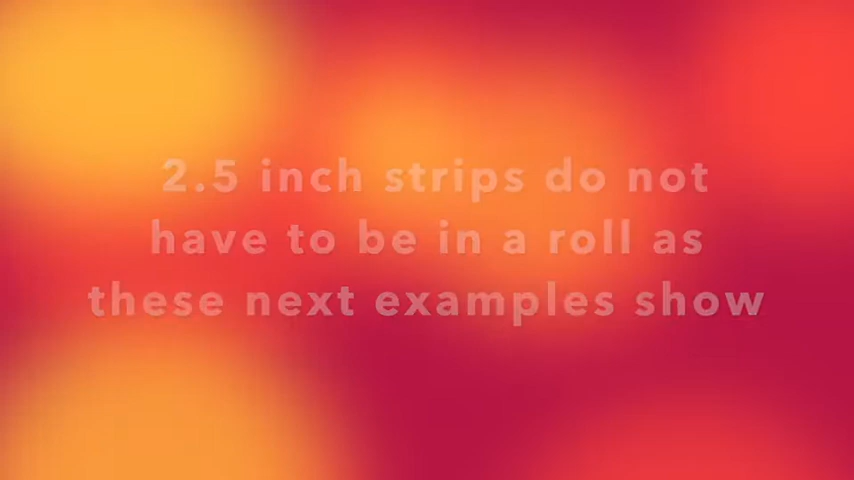 2.5 inch strips do not
have to be in a roll as
these next examples show